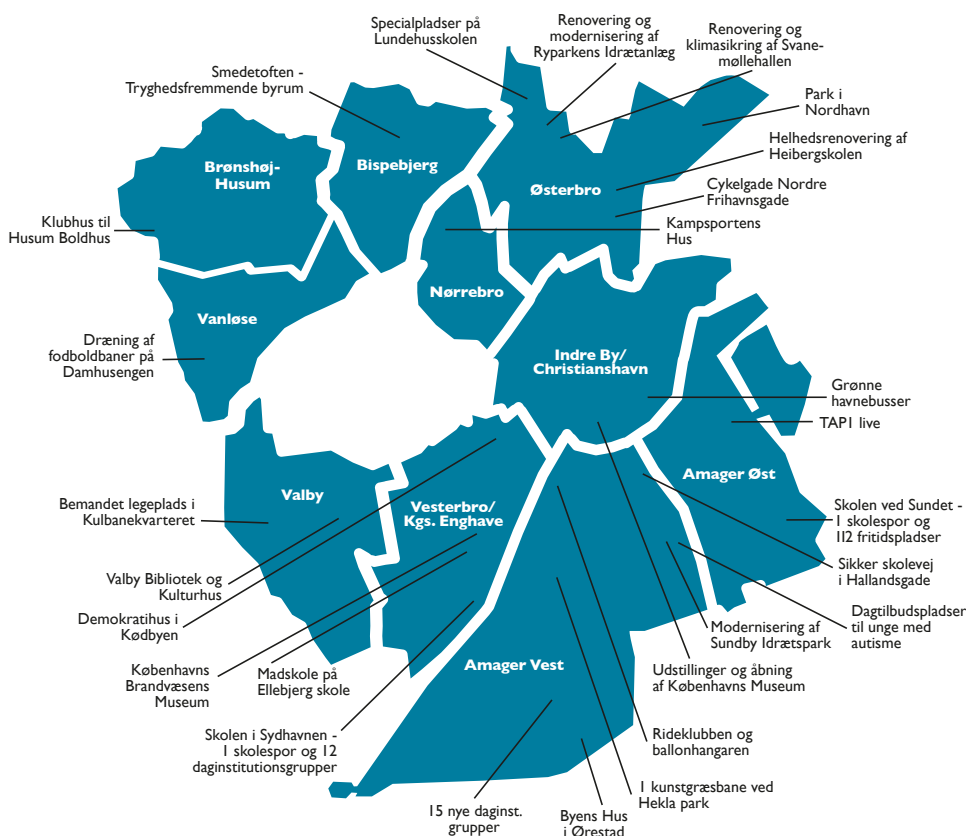 Specialpladser på
Lundehusskolen
Renovering og
modernisering af
Ryparkens Idrætanlæg
Renovering og
klimasikring af Svane-
møllehallen
Smedetoften -
Tryghedsfremmende byrum
Park i
Nordhavn
Helhedsrenovering af
Heibergskolen
Brønshøj-
Husum
Bispebjerg
Østerbro
Cykelgade Nordre
Frihavnsgade
Klubhus til
Husum Boldhus
Kampsportens
Hus
Nørrebro
Vanløse
Dræning af
fodboldbaner på
Damhusengen
Indre By/
Christianshavn
Grønne
havnebusser
TAP1 live
Amager Øst
Valby
Vesterbro/
Kgs. Enghave
Bemandet legeplads i
Kulbanekvarteret
Skolen ved Sundet -
1 skolespor og
112 fritidspladser
Sikker skolevej
i Hallandsgade
Valby Bibliotek og
Kulturhus
Demokratihus i
Kødbyen
Dagtilbudspladser
til unge med
autisme
Modernisering af
Sundby Idrætspark
Københavns
Brandvæsens
Museum
Madskole på
Ellebjerg skole
Amager Vest
Udstillinger og åbning
af Københavns Museum
Skolen i Sydhavnen -
1 skolespor og 12
daginstitutionsgrupper
Rideklubben og
ballonhangaren
1 kunstgræsbane ved
Hekla park
15 nye daginst.
grupper
Byens Hus
i Ørestad